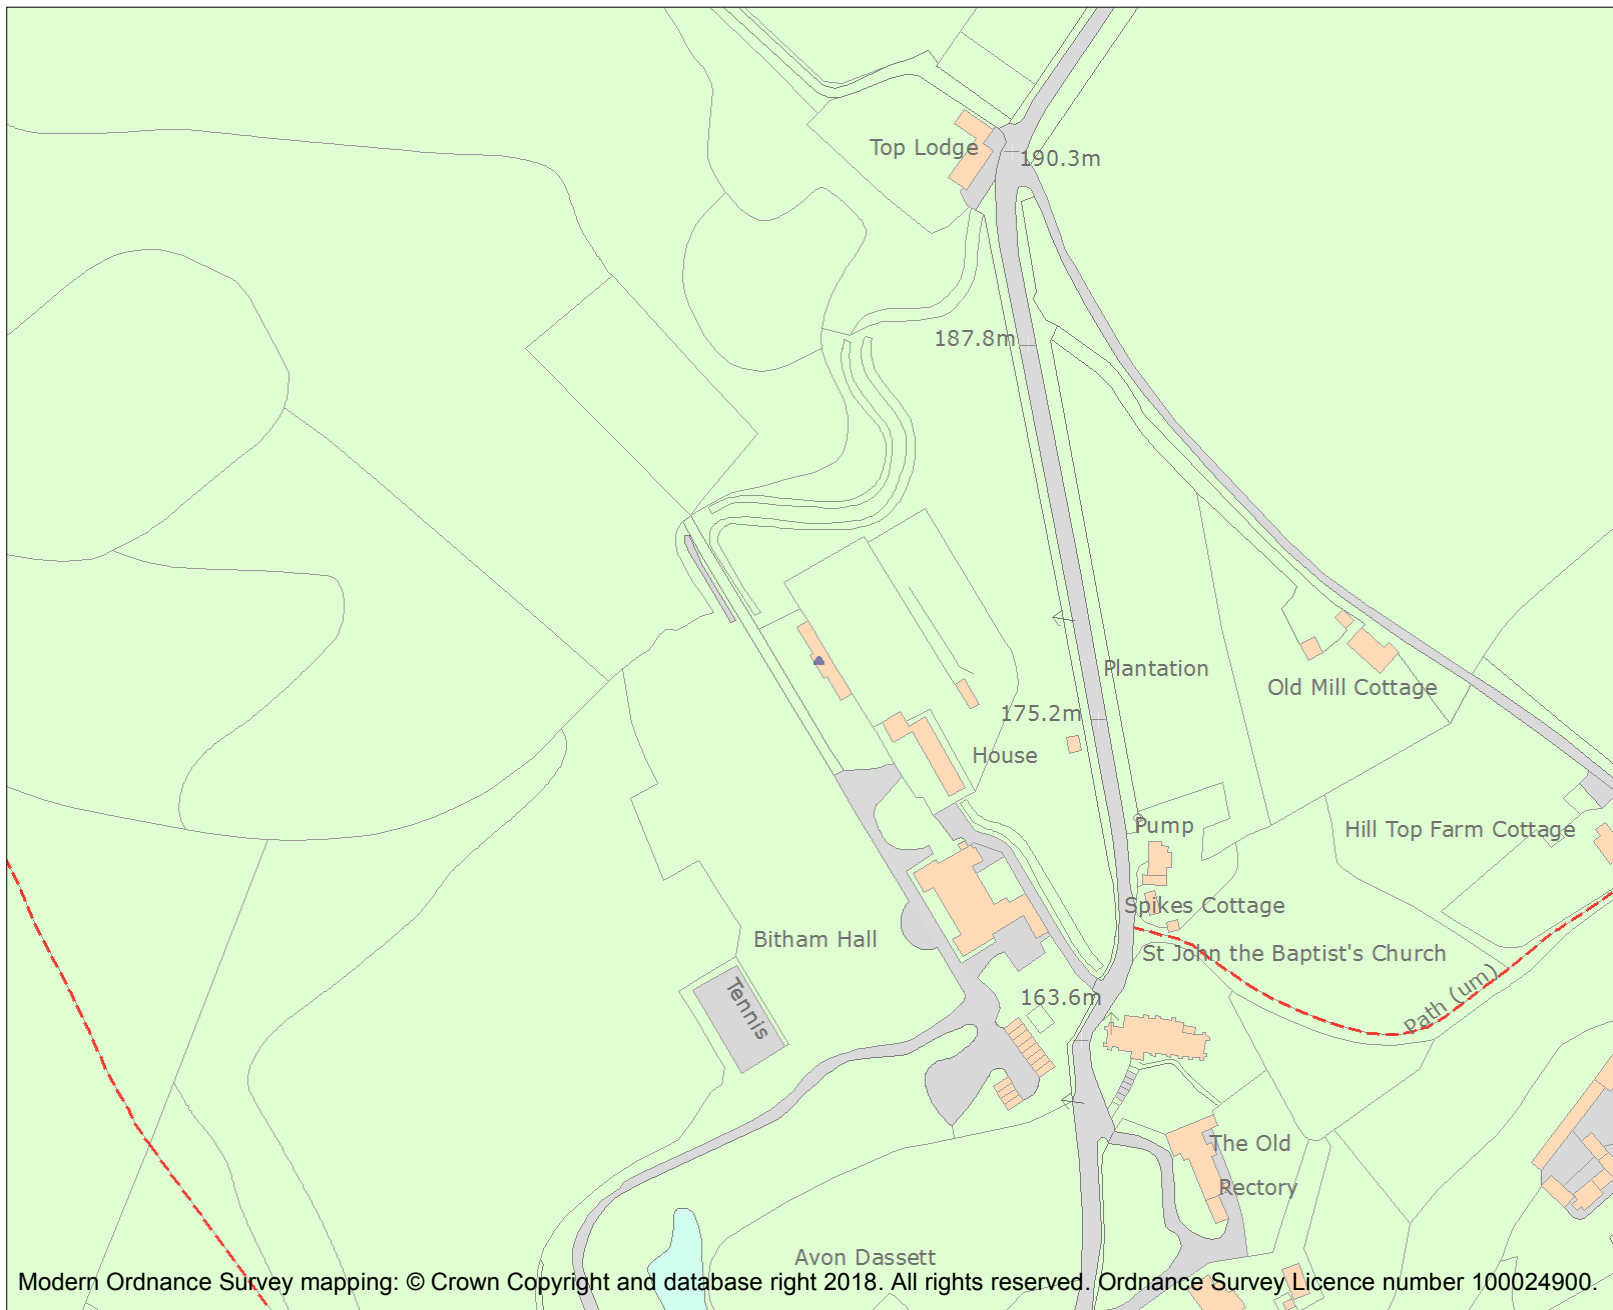 Top Lodge
190.3m
187.8m
Plantation
Old Mill Cottage
175.2m
House
Pump
Hill Top Farm Cottage
Spikes Cottage
Bitham Hall
St John the Baptist's Church
Tennis
163.6m
Path (um)
The Old
Rectory
Avon Dassett
Modern Ordnance Survey mapping: © Crown Copyright and database right 2018. All rights reserved. Ordnance Survey Licence number 100024900.